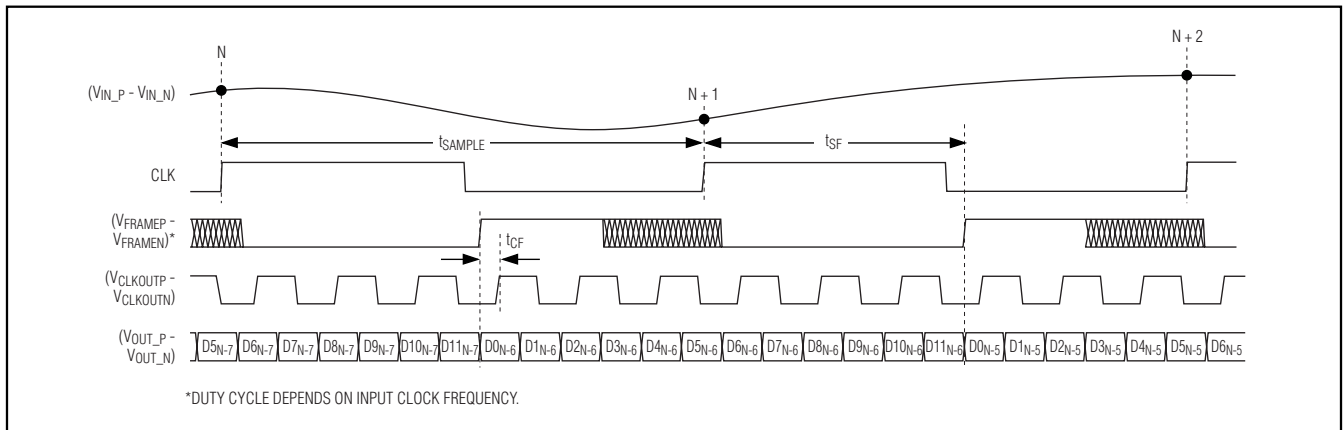 N
N + 1
N + 2
(VIN_P - VIN_N)
tSAMPLE
tSF
CLK
(VFRAMEP -
VFRAMEN)*
tCF
(VCLKOUTP -
VCLKOUTN)
(VOUT_P -
VOUT_N)
D5N-7 D6N-7 D7N-7 D8N-7 D9N-7 D10N-7 D11N-7 D0N-6 D1N-6 D2N-6 D3N-6 D4N-6 D5N-6 D6N-6 D7N-6 D8N-6 D9N-6 D10N-6 D11N-6 D0N-5 D1N-5 D2N-5 D3N-5 D4N-5 D5N-5 D6N-5
*DUTY CYCLE DEPENDS ON INPUT CLOCK FREQUENCY.